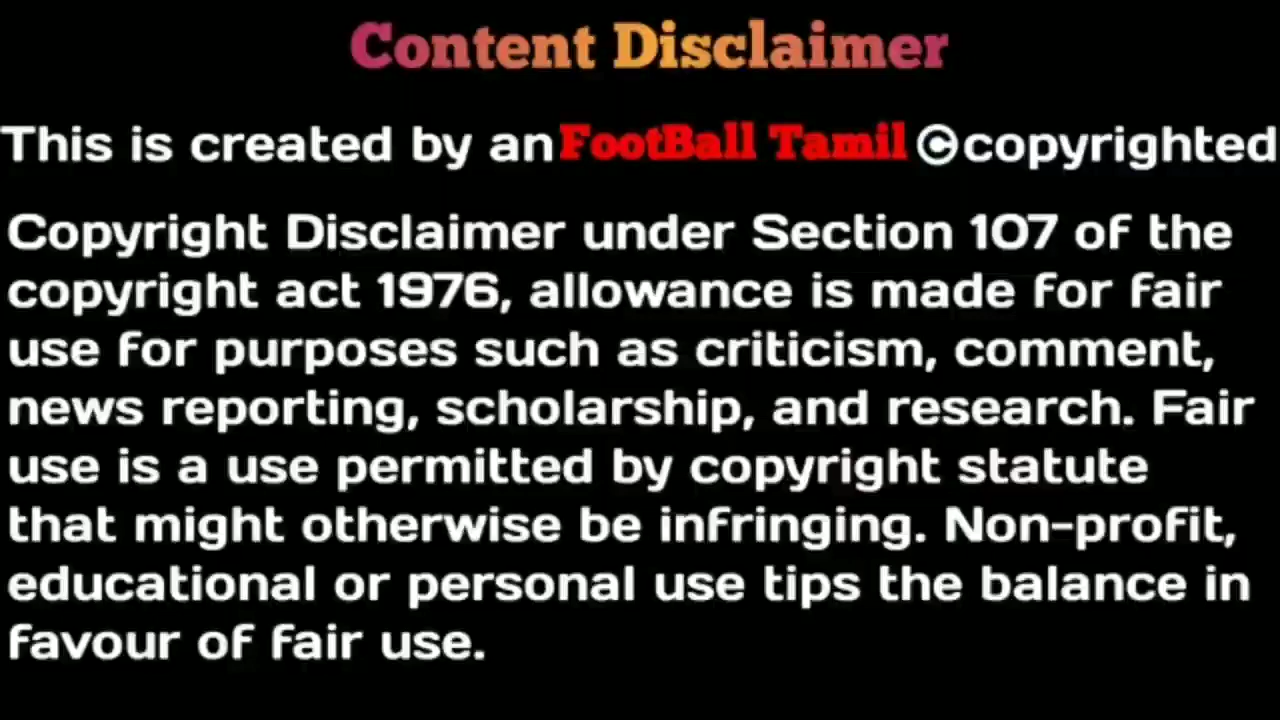 Content Disclaimer
This is created by an FootBall Tamil ©copyrighted
Copyright Disclaimer under Section 107 of the
copyright act 1976, allowance is made for fair
use for purposes such as criticism, comment,
news reporting, scholarship, and research. Fair
use is a use permitted by copyright statute
that might otherwise be infringing. Non-profit,
educational or personal use tips the balance in
favour of fair use.